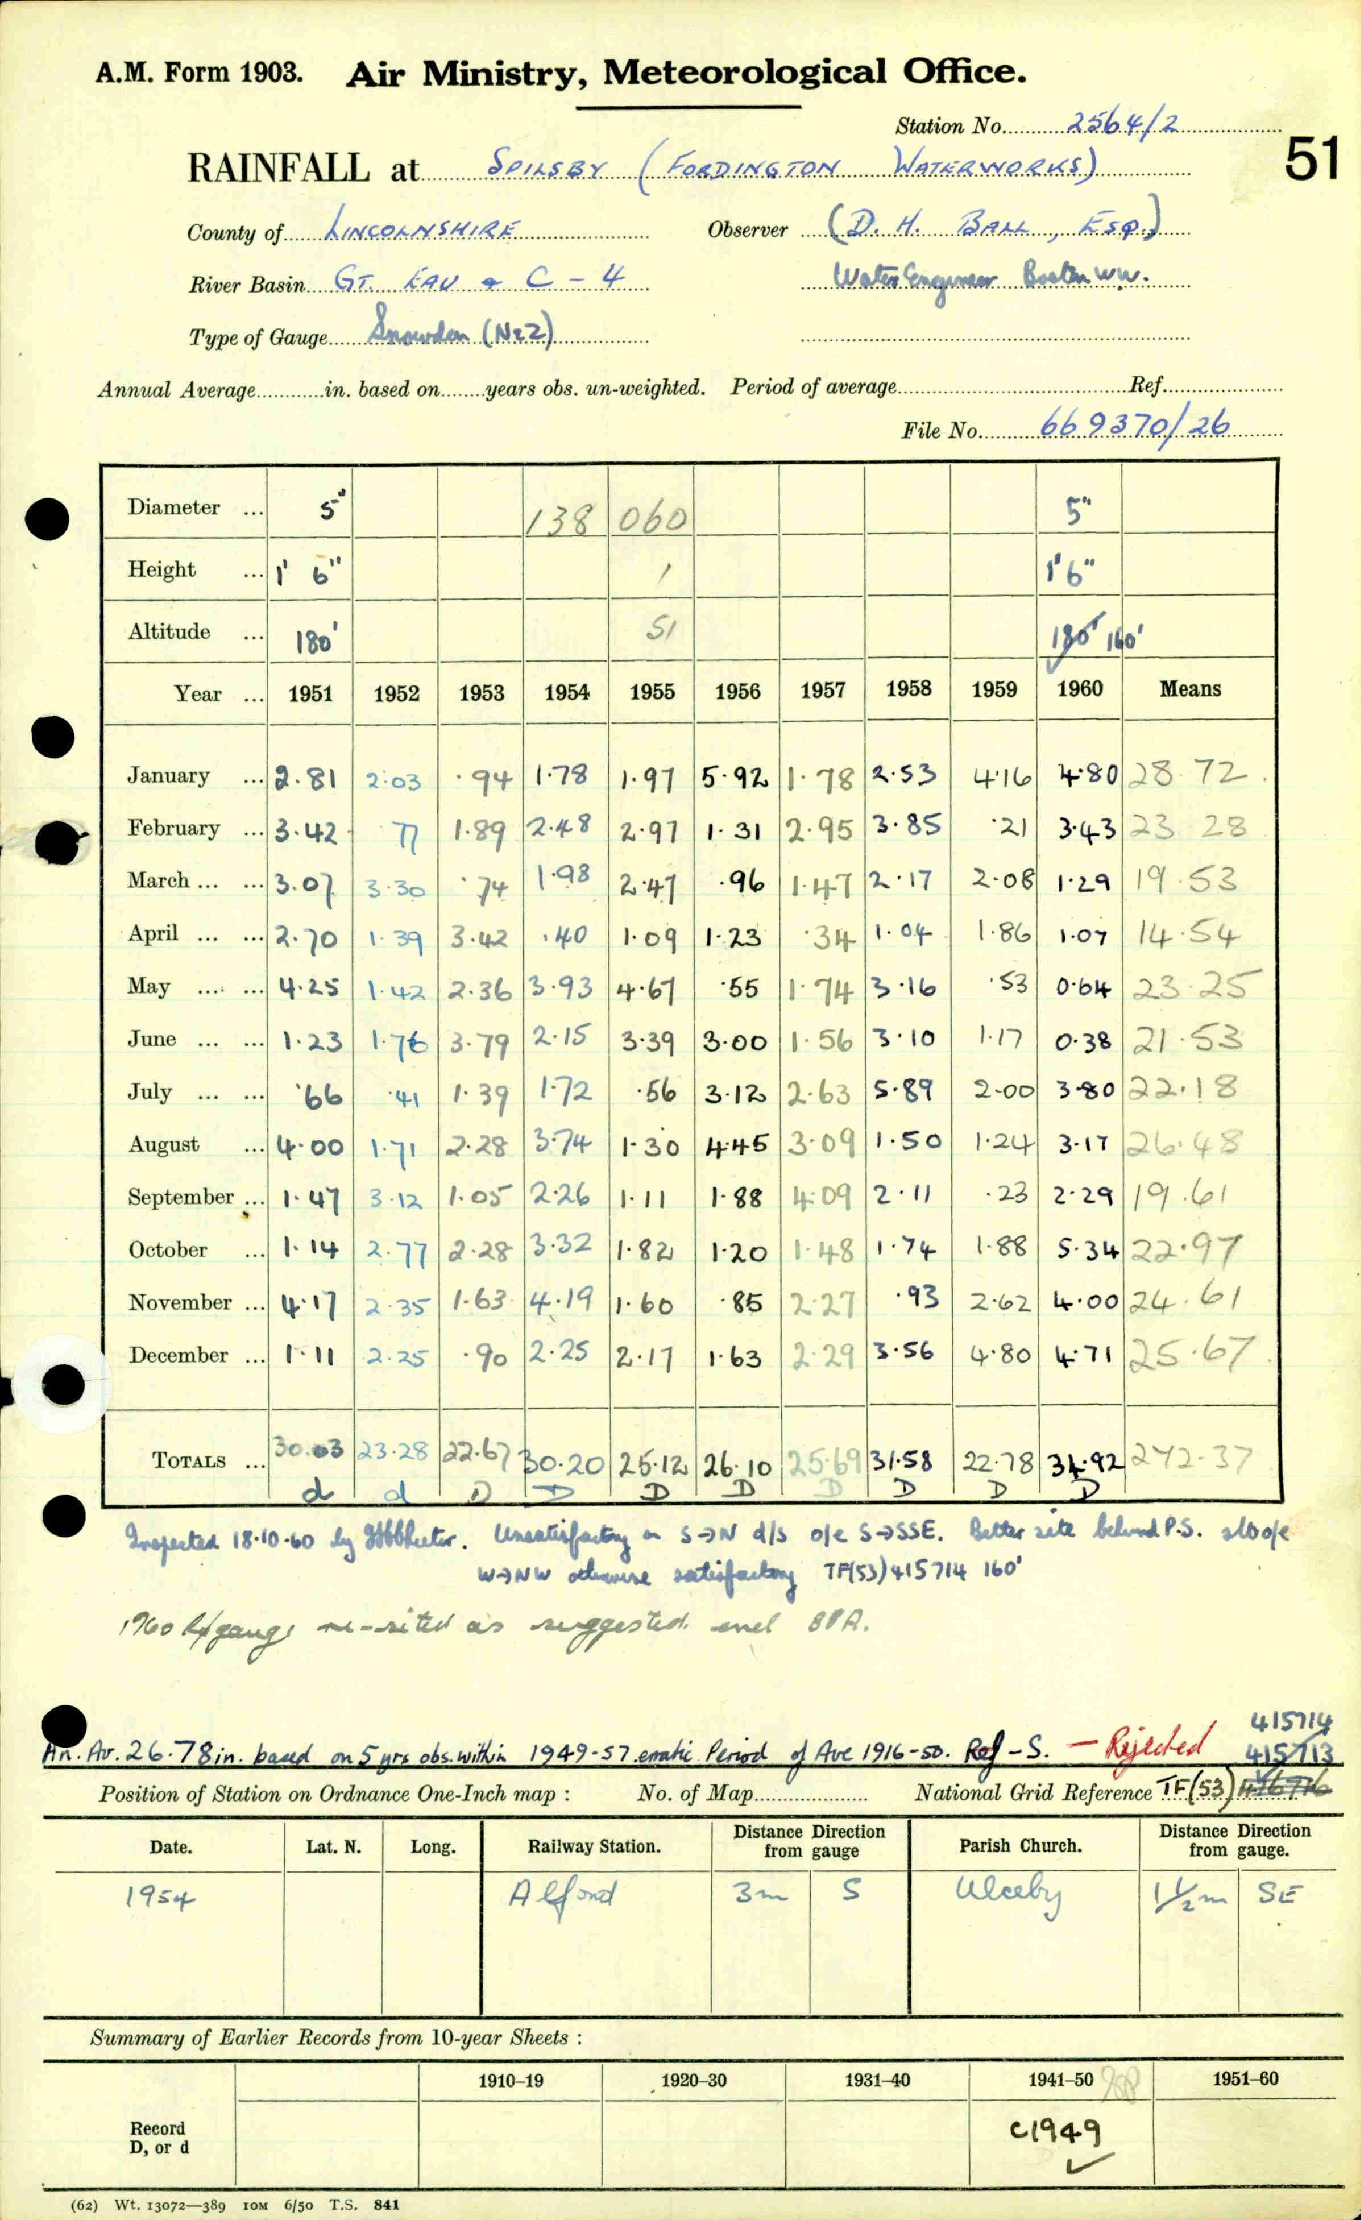 A.M. Form 1903. Air Ministry, Meteorological Office.
Station No. 2564/2
51
RAINFALL at SPILSBY (FORDINGTON WATERWORKS)
County of LINCOLNSHIRE Observer (D. H. BALL, ESQ.)
River Basin GT. EAU & C - 4 Water Engineer Boston W.W.
Type of Gauge Snowdon (Nº2)
Annual Average in. based on years obs. un-weighted. Period of average Ref.
File No. 669370/26
Diameter ... 5" 138 060 5"
Height ... 1' 6" 1 1'6"
Altitude ... 180' 51 180' 160'
Year ... 1951 1952 1953 1954 1955 1956 1957 1958 1959 1960 Means
January ... 2.81 2.03 .94 1.78 1.97 5.92 1.78 2.53 4.16 4.80 28.72
February ... 3.42 .77 1.89 2.48 2.97 1.31 2.95 3.85 .21 3.43 23.28
March ... ... 3.07 3.30 .74 1.98 2.47 .96 1.47 2.17 2.08 1.29 19.53
April ... ... 2.70 1.39 3.42 .40 1.09 1.23 .34 1.04 1.86 1.07 14.54
May ... ... 4.25 1.42 2.36 3.93 4.67 .55 1.74 3.16 .53 0.64 23.25
June ... ... 1.23 1.76 3.79 2.15 3.39 3.00 1.56 3.10 1.17 0.38 21.53
July ... ... .66 .41 1.39 1.72 .56 3.12 2.63 5.89 2.00 3.80 22.18
August ... 4.00 1.71 2.28 3.74 1.30 4.45 3.09 1.50 1.24 3.17 26.48
September ... 1.47 3.12 1.05 2.26 1.11 1.88 4.09 2.11 .23 2.29 19.61
October ... 1.14 2.77 2.28 3.32 1.82 1.20 1.48 1.74 1.88 5.34 22.97
November ... 4.17 2.35 1.63 4.19 1.60 .85 2.27 .93 2.62 4.00 24.61
December ... 1.11 2.25 .90 2.25 2.17 1.63 2.29 3.56 4.80 4.71 25.67
TOTALS ... 30.03 23.28 22.67 30.20 25.12 26.10 25.69 31.58 22.78 34.92 272.37
d d D D D D D D D D
Inspected 18.10.60 by Unsatisfactory on S→N d/s o/e S→SSE. Better site behind P.S. also o/e
W→NW otherwise satisfactory TF(53)415714 160'
1960 R/gauge re-sited as suggested.
An. Av. 26.78in. based on 5 yrs obs. within 1949-57 erratic. Period of Ave 1916-50. Ref - S. — Rejected
415714
415713
Position of Station on Ordnance One-Inch map : No. of Map National Grid Reference TF(53)
Date. Lat. N. Long. Railway Station. Distance from gauge Direction Parish Church. Distance from gauge. Direction
1954 Alford 3m S Ulceby 1½m SE
Summary of Earlier Records from 10-year Sheets :
1910–19 1920–30 1931–40 1941–50 1951–60
Record
D, or d c1949
(62) Wt. 13072—389 10M 6/50 T.S. 841